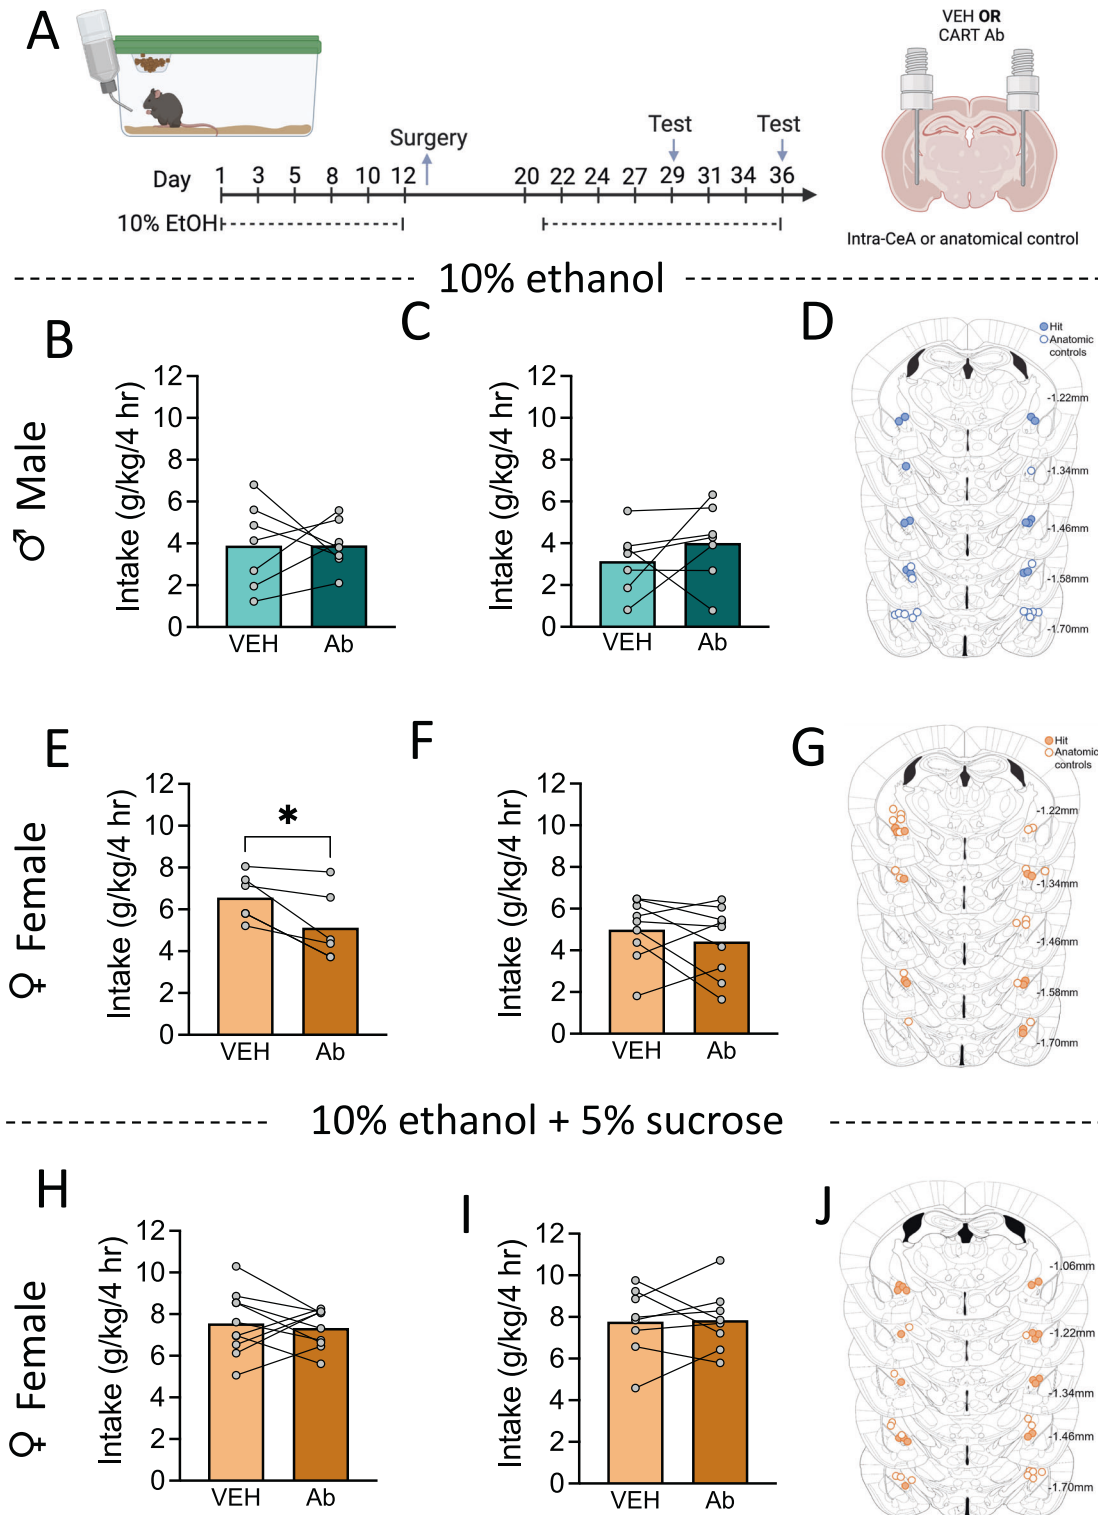 A
VEH OR
CART Ab
Surgery
Test
Test
Day 1 3 5 8 10 12 20 22 24 27 29 31 34 36
10% EtOH
Intra-CeA or anatomical control
10% ethanol
♂ Male
B
Intake (g/kg/4 hr)
12
10
8
6
4
2
0
VEH Ab
C
Intake (g/kg/4 hr)
12
10
8
6
4
2
0
VEH Ab
D
Hit
Anatomic
controls
-1.22mm
-1.34mm
-1.46mm
-1.58mm
-1.70mm
♀ Female
E
Intake (g/kg/4 hr)
12
10
8
6
4
2
0
*
VEH Ab
F
Intake (g/kg/4 hr)
12
10
8
6
4
2
0
VEH Ab
G
Hit
Anatomic
controls
-1.22mm
-1.34mm
-1.46mm
-1.58mm
-1.70mm
10% ethanol + 5% sucrose
♀ Female
H
Intake (g/kg/4 hr)
12
10
8
6
4
2
0
VEH Ab
I
Intake (g/kg/4 hr)
12
10
8
6
4
2
0
VEH Ab
J
-1.06mm
-1.22mm
-1.34mm
-1.46mm
-1.70mm